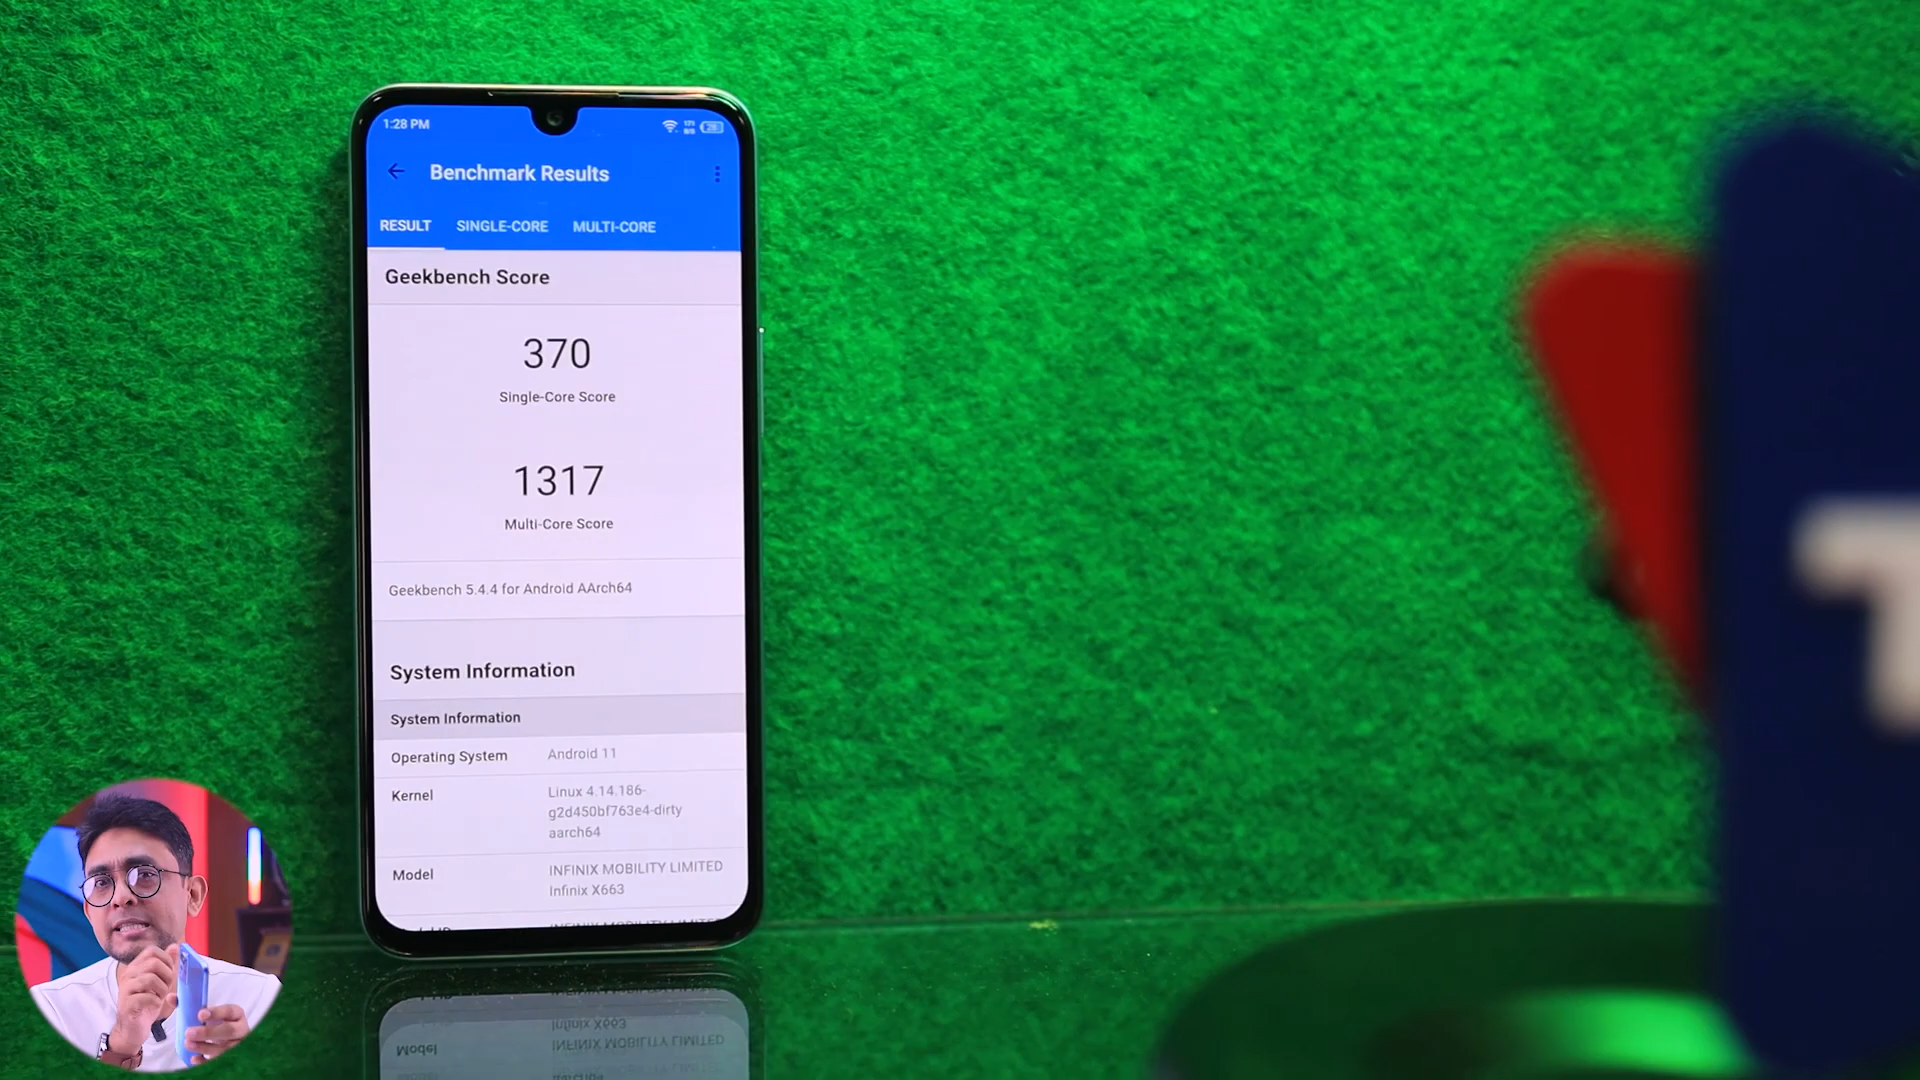 1:28 PM
Benchmark Results
RESULT SINGLE-CORE MULTI-CORE
Geekbench Score
370
Single-Core Score
1317
Multi-Core Score
Geekbench 5.4.4 for Android AArch64
System Information
System Information
Operating System Android 11
Kernel Linux 4.14.186-
g2d450bf763e4-dirty
aarch64
Model INFINIX MOBILITY LIMITED
Infinix X663